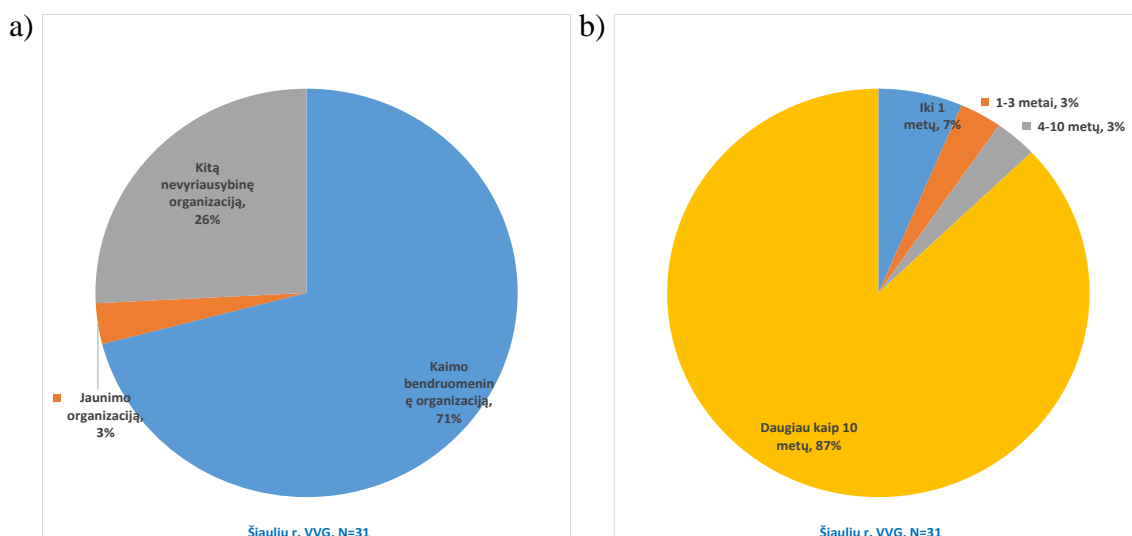 a)
Kitą
nevyriausybinę
organizaciją,
26%
Kaimo
bendruomenin
ę organizaciją,
71%
Jaunimo
organizaciją,
3%
Šiaulių r. VVG, N=31
b)
Iki 1
metų, 7%
1-3 metai, 3%
4-10 metų, 3%
Daugiau kaip 10
metų, 87%
Šiaulių r. VVG, N=31